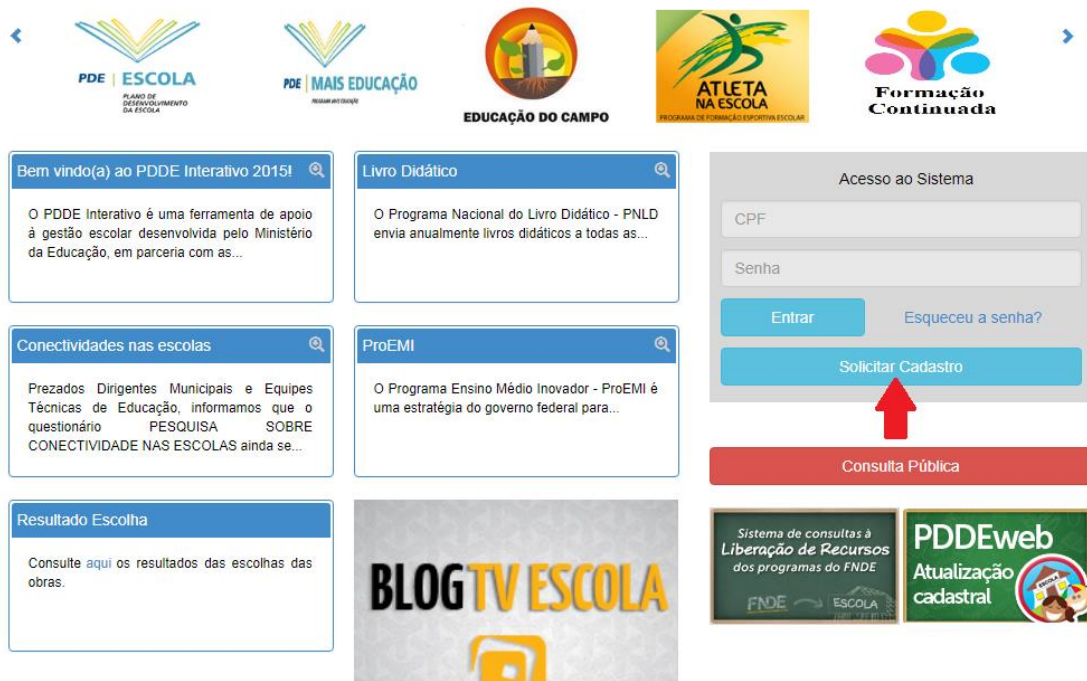 PDE ESCOLA
PLANO DE
DESENVOLVIMENTO
DA ESCOLA
PDE MAIS EDUCAÇÃO
PROGRAMA MAIS EDUCAÇÃO
EDUCAÇÃO DO CAMPO
ATLETA
NA ESCOLA
PROGRAMA DE FORMAÇÃO ESPORTIVA ESCOLAR
Formação
Continuada
Bem vindo(a) ao PDDE Interativo 2015!
O PDDE Interativo é uma ferramenta de apoio
à gestão escolar desenvolvida pelo Ministério
da Educação, em parceria com as...
Livro Didático
O Programa Nacional do Livro Didático - PNLD
envia anualmente livros didáticos a todas as...
Conectividades nas escolas
Prezados Dirigentes Municipais e Equipes
Técnicas de Educação, informamos que o
questionário PESQUISA SOBRE
CONECTIVIDADE NAS ESCOLAS ainda se...
ProEMI
O Programa Ensino Médio Inovador - ProEMI é
uma estratégia do governo federal para...
Resultado Escolha
Consulte aqui os resultados das escolhas das
obras.
BLOG TV ESCOLA
Acesso ao Sistema
CPF
Senha
Entrar
Esqueceu a senha?
Solicitar Cadastro
Consulta Pública
Sistema de consultas à
Liberação de Recursos
dos programas do FNDE
FNDE ESCOLA
PDDEweb
Atualização
cadastral
ESCOLA